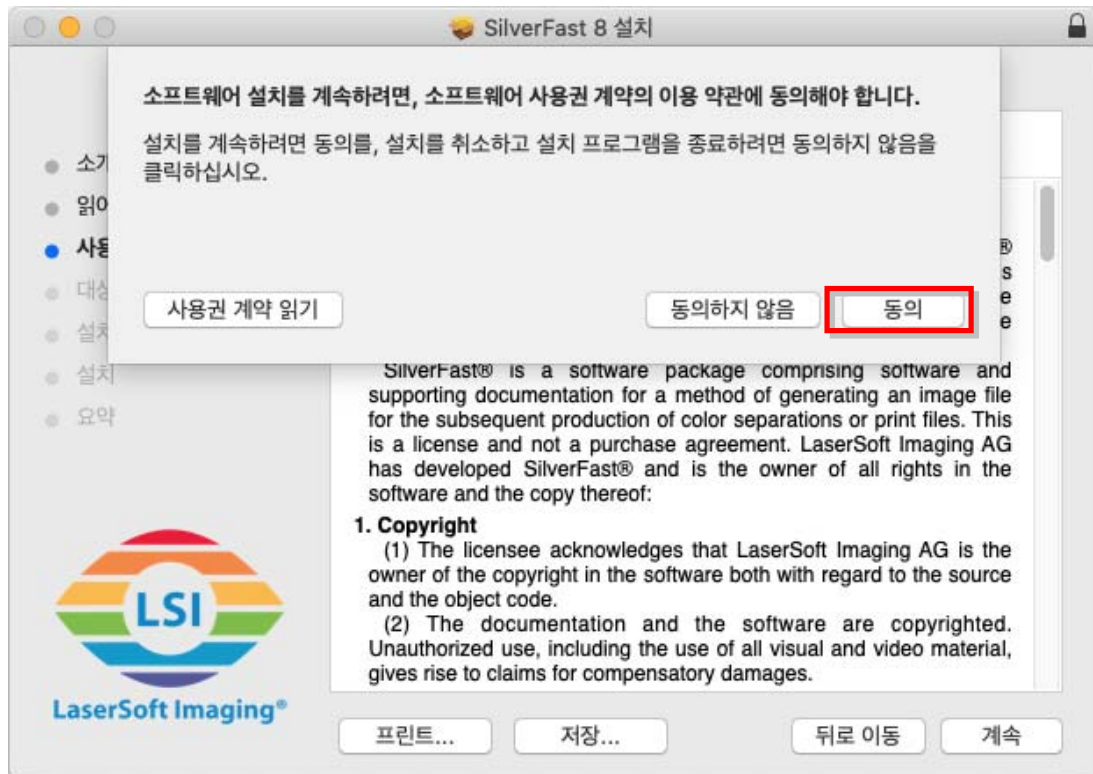 SilverFast 8 설치
소프트웨어 설치를 계속하려면, 소프트웨어 사용권 계약의 이용 약관에 동의해야 합니다.
설치를 계속하려면 동의를, 설치를 취소하고 설치 프로그램을 종료하려면 동의하지 않음을
클릭하십시오.
사용권 계약 읽기
동의하지 않음
동의
설치
요약
®
s
e
e
SilverFast® is a software package comprising software and
supporting documentation for a method of generating an image file
for the subsequent production of color separations or print files. This
is a license and not a purchase agreement. LaserSoft Imaging AG
has developed SilverFast® and is the owner of all rights in the
software and the copy thereof:
1. Copyright
(1) The licensee acknowledges that LaserSoft Imaging AG is the
owner of the copyright in the software both with regard to the source
and the object code.
(2) The documentation and the software are copyrighted.
Unauthorized use, including the use of all visual and video material,
gives rise to claims for compensatory damages.
LSI
LaserSoft Imaging®
프린트...
저장...
뒤로 이동
계속